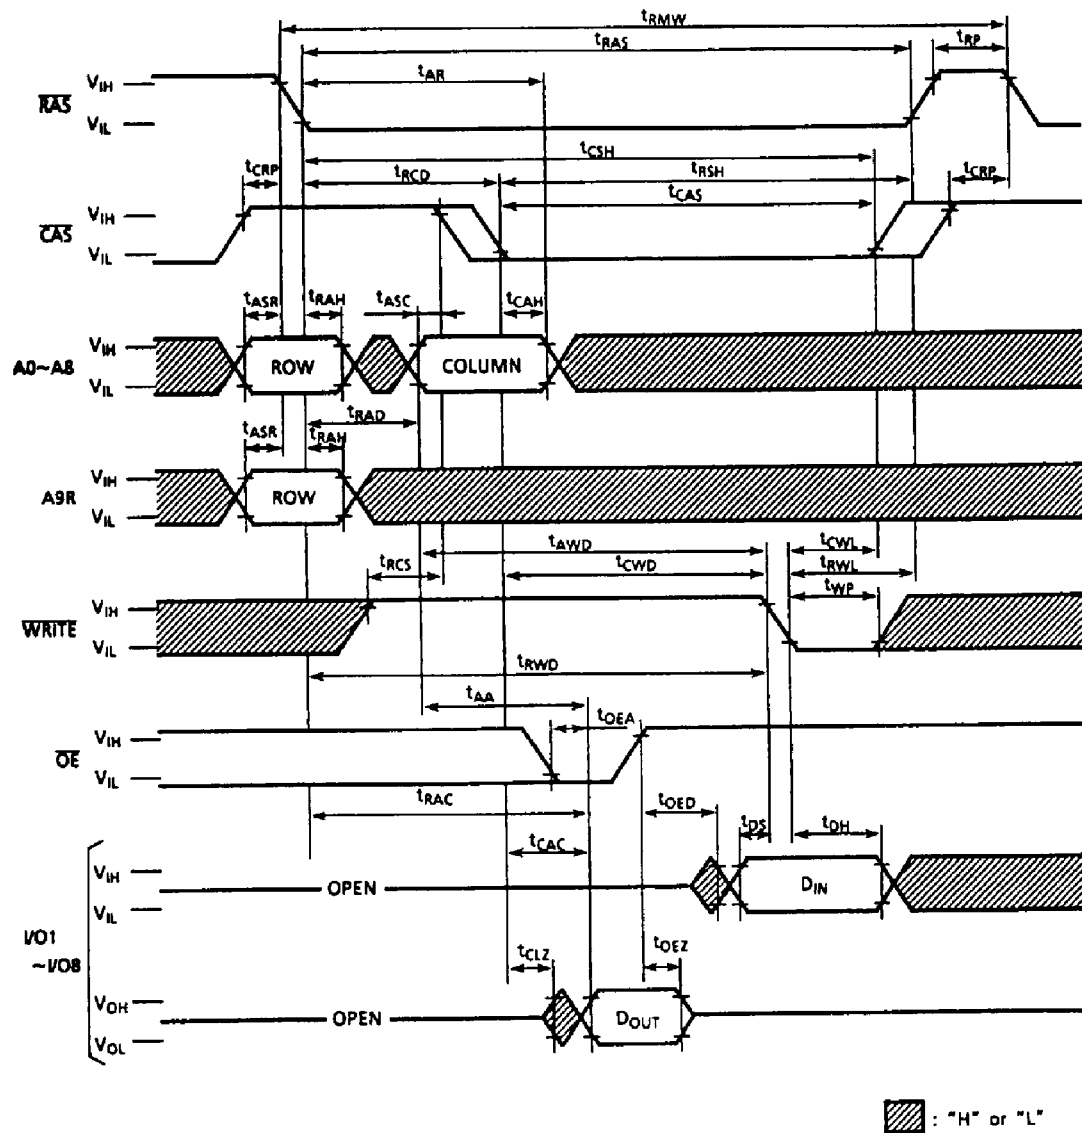 tRMW
tRAS tRP
tAR
RAS VIH
VIL
tCSH
tCRP tRCD tRSH tCRP
tCAS
CAS VIH
VIL
tASR tRAH tASC tCAH
A0~A8 VIH ROW COLUMN
VIL
tRAD
tASR tRAH
A9R VIH ROW
VIL
tAWD tCWL
tRCS tCWD tRWL
tWP
WRITE VIH
VIL
tRWD
tAA tOEA
OE VIH
VIL
tRAC tOED
tCAC tDS tDH
VIH OPEN DIN
VIL
I/O1
~I/O8
tCLZ tOEZ
VOH OPEN DOUT
VOL
: "H" or "L"